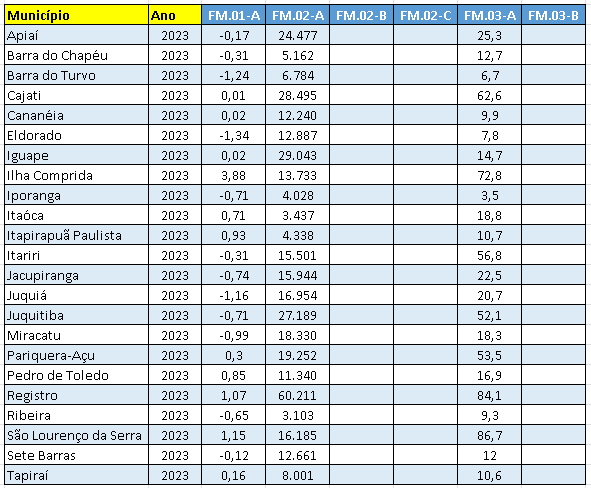 Município Ano FM.01-A FM.02-A FM.02-B FM.02-C FM.03-A FM.03-B
Apiaí 2023 -0,17 24.477 25,3
Barra do Chapéu 2023 -0,31 5.162 12,7
Barra do Turvo 2023 -1,24 6.784 6,7
Cajati 2023 0,01 28.495 62,6
Cananéia 2023 0,02 12.240 9,9
Eldorado 2023 -1,34 12.887 7,8
Iguape 2023 0,02 29.043 14,7
Ilha Comprida 2023 3,88 13.733 72,8
Iporanga 2023 -0,71 4.028 3,5
Itaóca 2023 0,71 3.437 18,8
Itapirapuã Paulista 2023 0,93 4.338 10,7
Itariri 2023 -0,31 15.501 56,8
Jacupiranga 2023 -0,74 15.944 22,5
Juquiá 2023 -1,16 16.954 20,7
Juquitiba 2023 -0,71 27.189 52,1
Miracatu 2023 -0,99 18.330 18,3
Pariquera-Açu 2023 0,3 19.252 53,5
Pedro de Toledo 2023 0,85 11.340 16,9
Registro 2023 1,07 60.211 84,1
Ribeira 2023 -0,65 3.103 9,3
São Lourenço da Serra 2023 1,15 16.185 86,7
Sete Barras 2023 -0,12 12.661 12
Tapiraí 2023 0,16 8.001 10,6